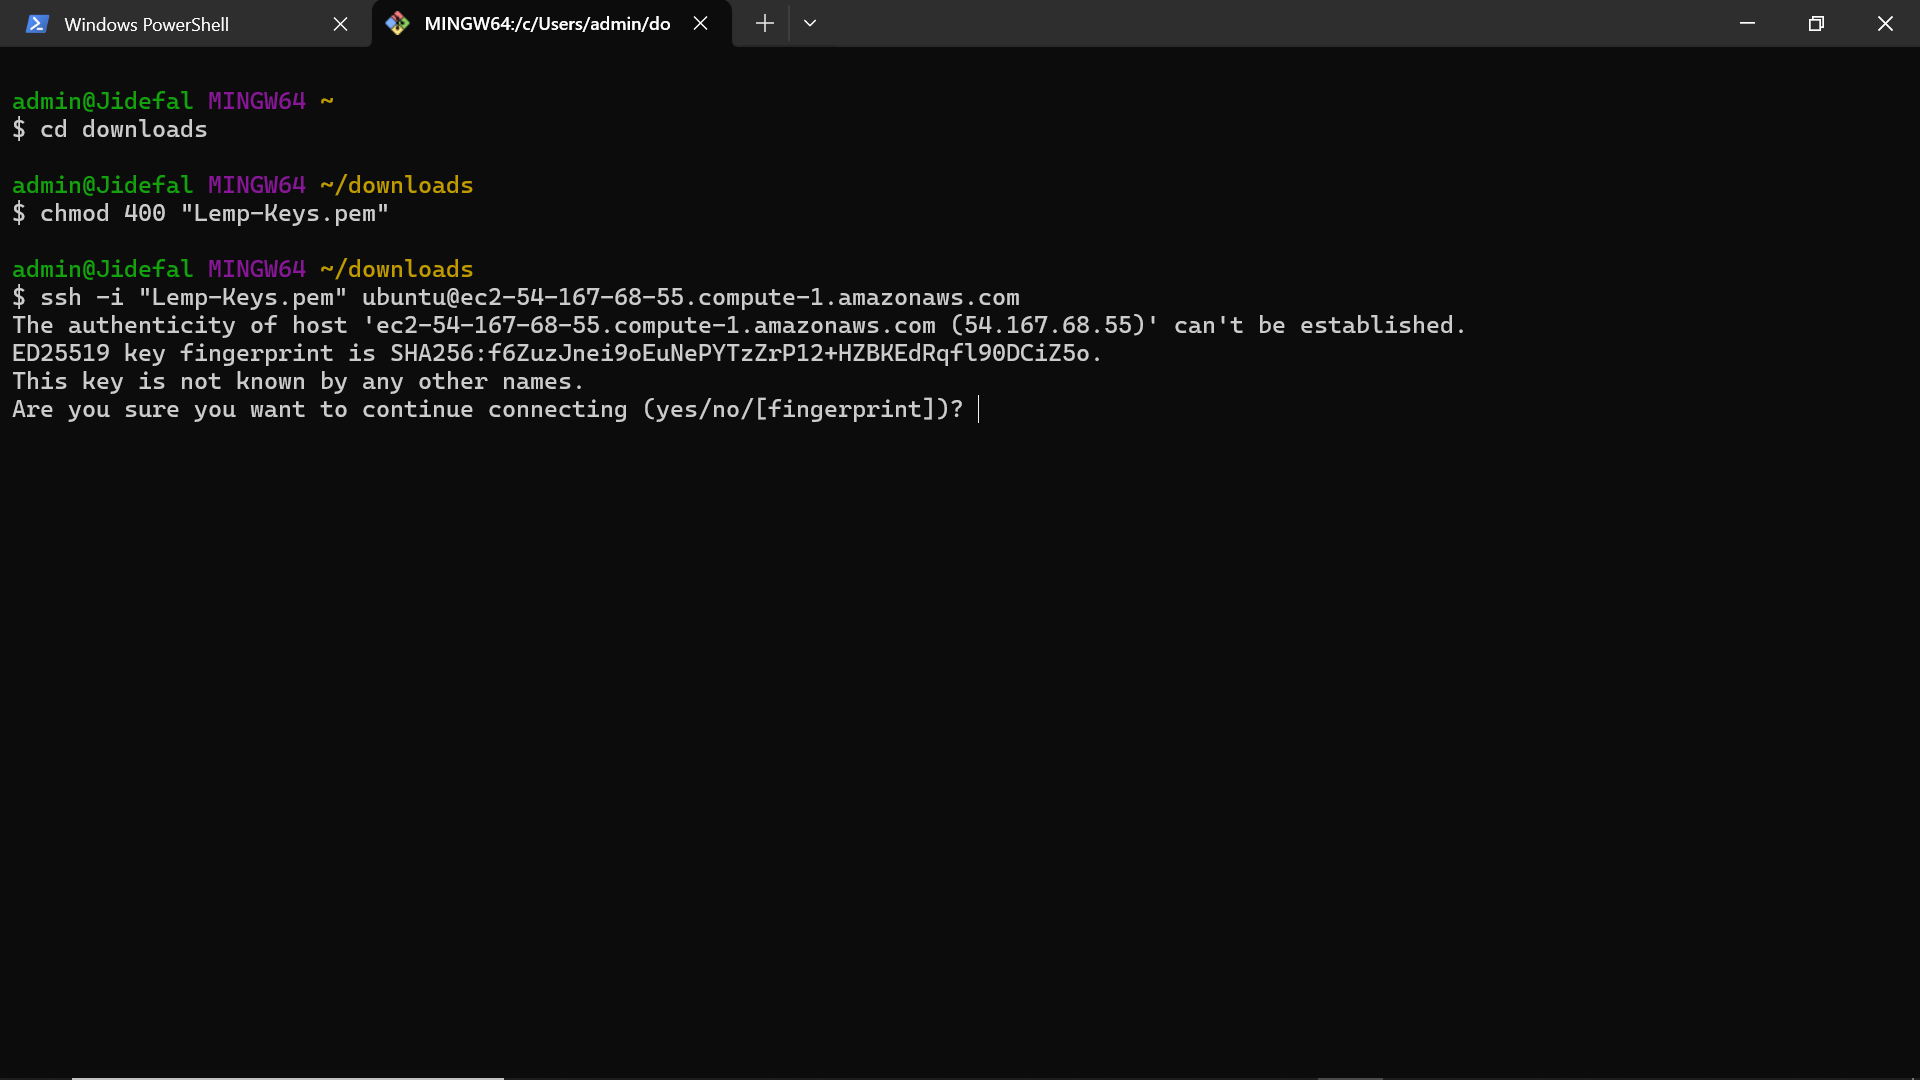 Windows PowerShell
MINGW64:/c/Users/admin/do
admin@Jidefal MINGW64 ~
$ cd downloads
admin@Jidefal MINGW64 ~/downloads
$ chmod 400 "Lemp-Keys.pem"
admin@Jidefal MINGW64 ~/downloads
$ ssh -i "Lemp-Keys.pem" ubuntu@ec2-54-167-68-55.compute-1.amazonaws.com
The authenticity of host 'ec2-54-167-68-55.compute-1.amazonaws.com (54.167.68.55)' can't be established.
ED25519 key fingerprint is SHA256:f6ZuzJnei9oEuNePYTzZrP12+HZBKEdRqfl90DCiZ5o.
This key is not known by any other names.
Are you sure you want to continue connecting (yes/no/[fingerprint])?